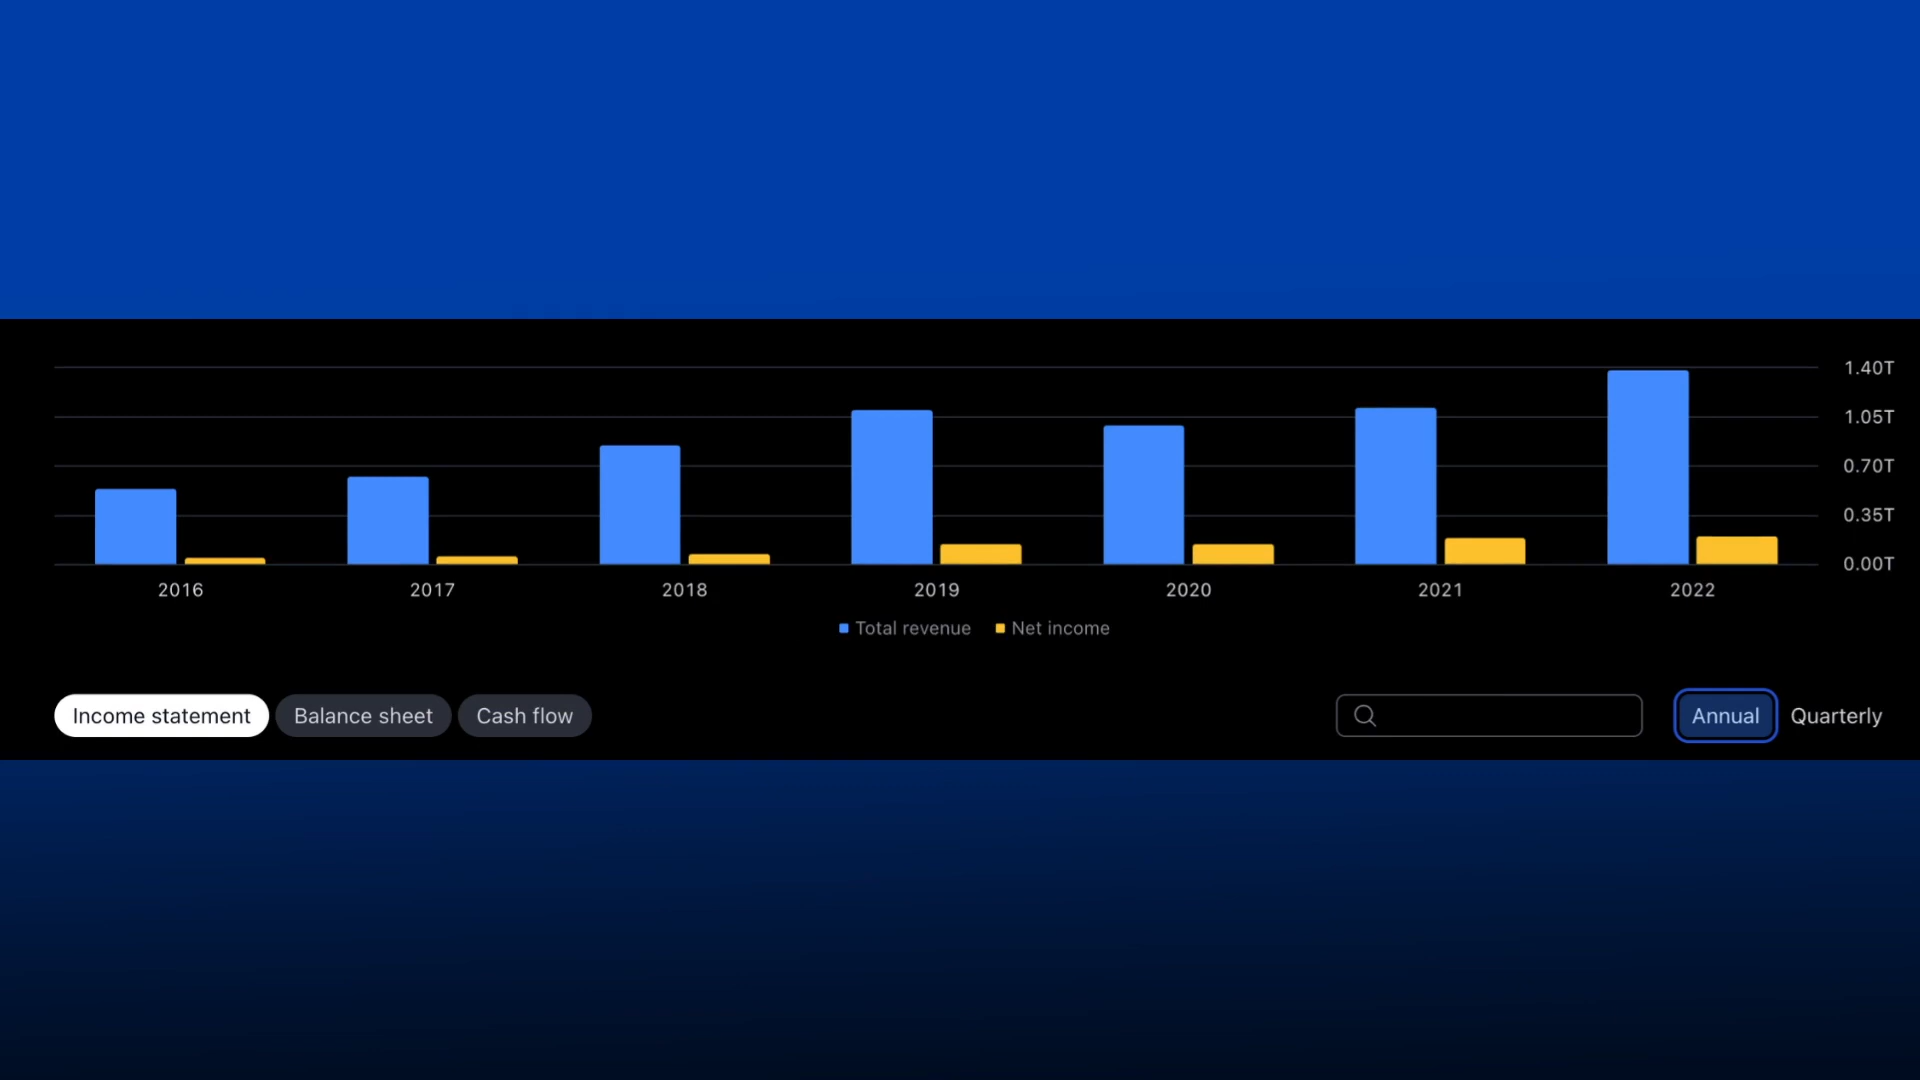 1.40T
1.05T
0.70T
0.35T
0.00T
2016 2017 2018 2019 2020 2021 2022
Total revenue Net income
Income statement Balance sheet Cash flow Annual Quarterly